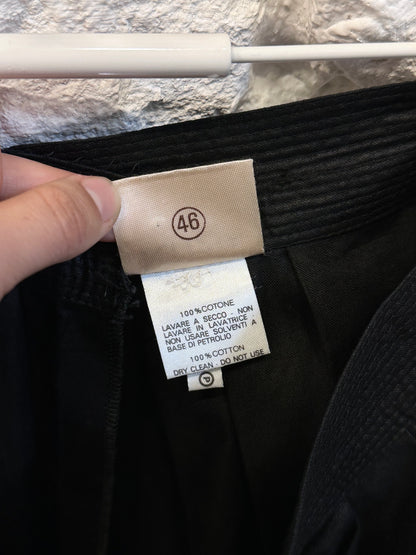 46
100%COTONE
LAVARE A SECCO - NON
LAVARE IN LAVATRICE
NON USARE SOLVENTI A
BASE DI PETROLIO
100%COTTON
DRY CLEAN - DO NOT USE
P